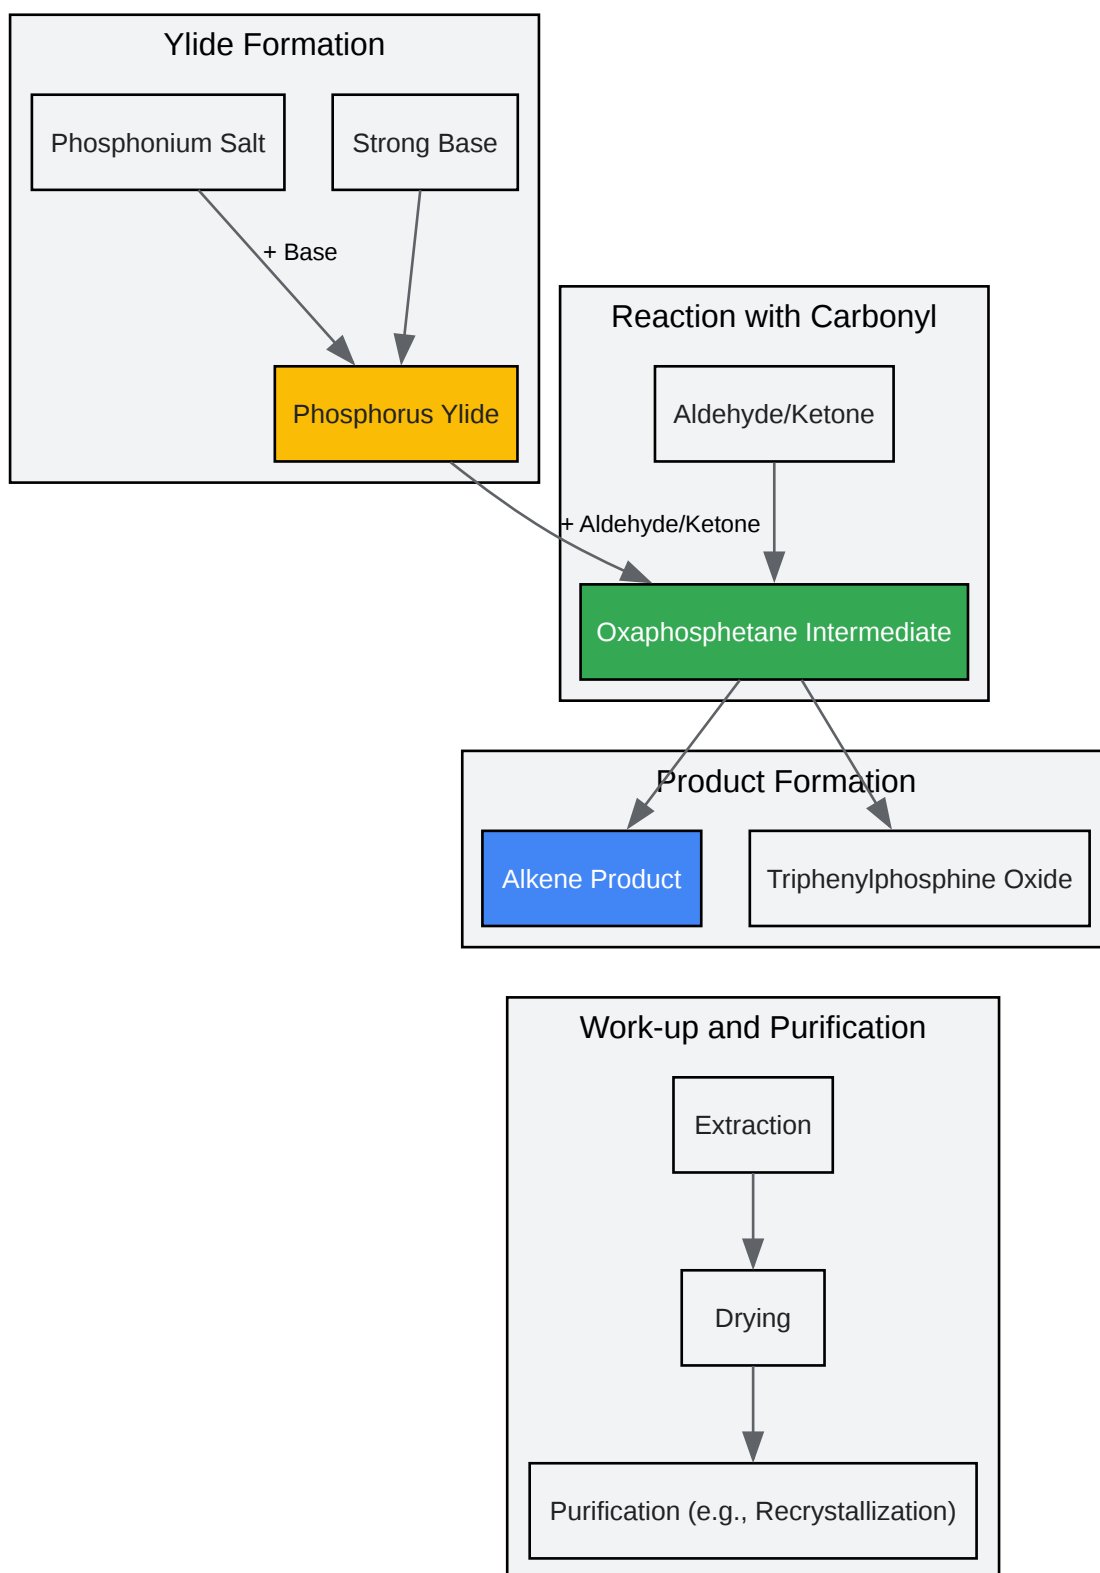 Ylide Formation
Phosphonium Salt
Strong Base
+ Base
Phosphorus Ylide
Reaction with Carbonyl
Aldehyde/Ketone
+ Aldehyde/Ketone
Oxaphosphetane Intermediate
Product Formation
Alkene Product
Triphenylphosphine Oxide
Work-up and Purification
Extraction
Drying
Purification (e.g., Recrystallization)